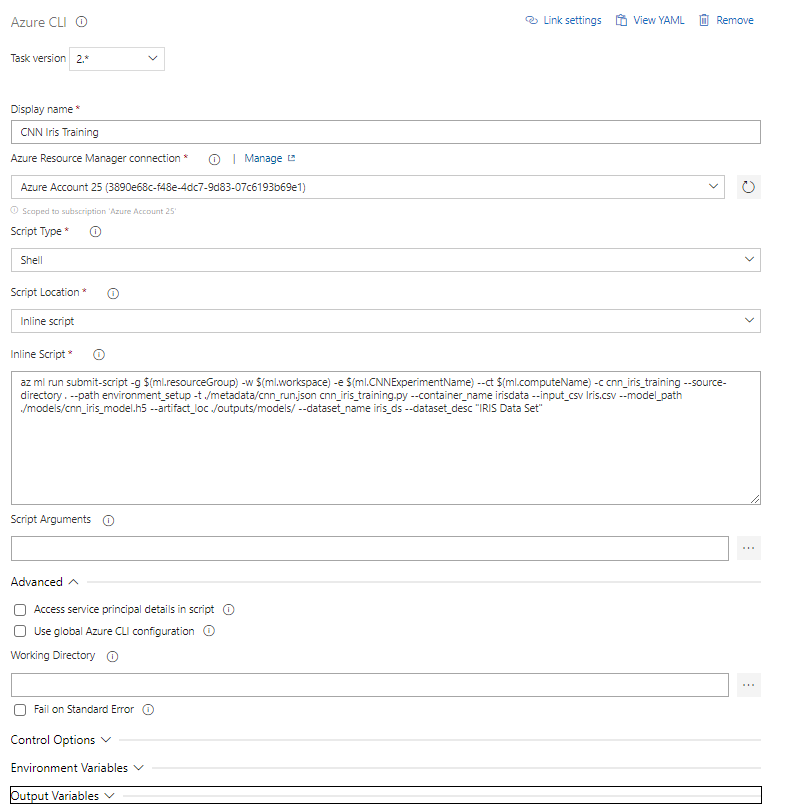 Azure CLI
Link settings View YAML Remove
Task version 2.*
Display name *
CNN Iris Training
Azure Resource Manager connection * | Manage
Azure Account 25 (3890e68c-f48e-4dc7-9d83-07c6193b69e1)
Scoped to subscription 'Azure Account 25'
Script Type *
Shell
Script Location *
Inline script
Inline Script *
az ml run submit-script -g $(ml.resourceGroup) -w $(ml.workspace) -e $(ml.CNNExperimentName) --ct $(ml.computeName) -c cnn_iris_training --source-
directory . --path environment_setup -t ./metadata/cnn_run.json cnn_iris_training.py --container_name irisdata --input_csv Iris.csv --model_path
./models/cnn_iris_model.h5 --artifact_loc ./outputs/models/ --dataset_name iris_ds --dataset_desc "IRIS Data Set"
Script Arguments
Advanced
Access service principal details in script
Use global Azure CLI configuration
Working Directory
Fail on Standard Error
Control Options
Environment Variables
Output Variables